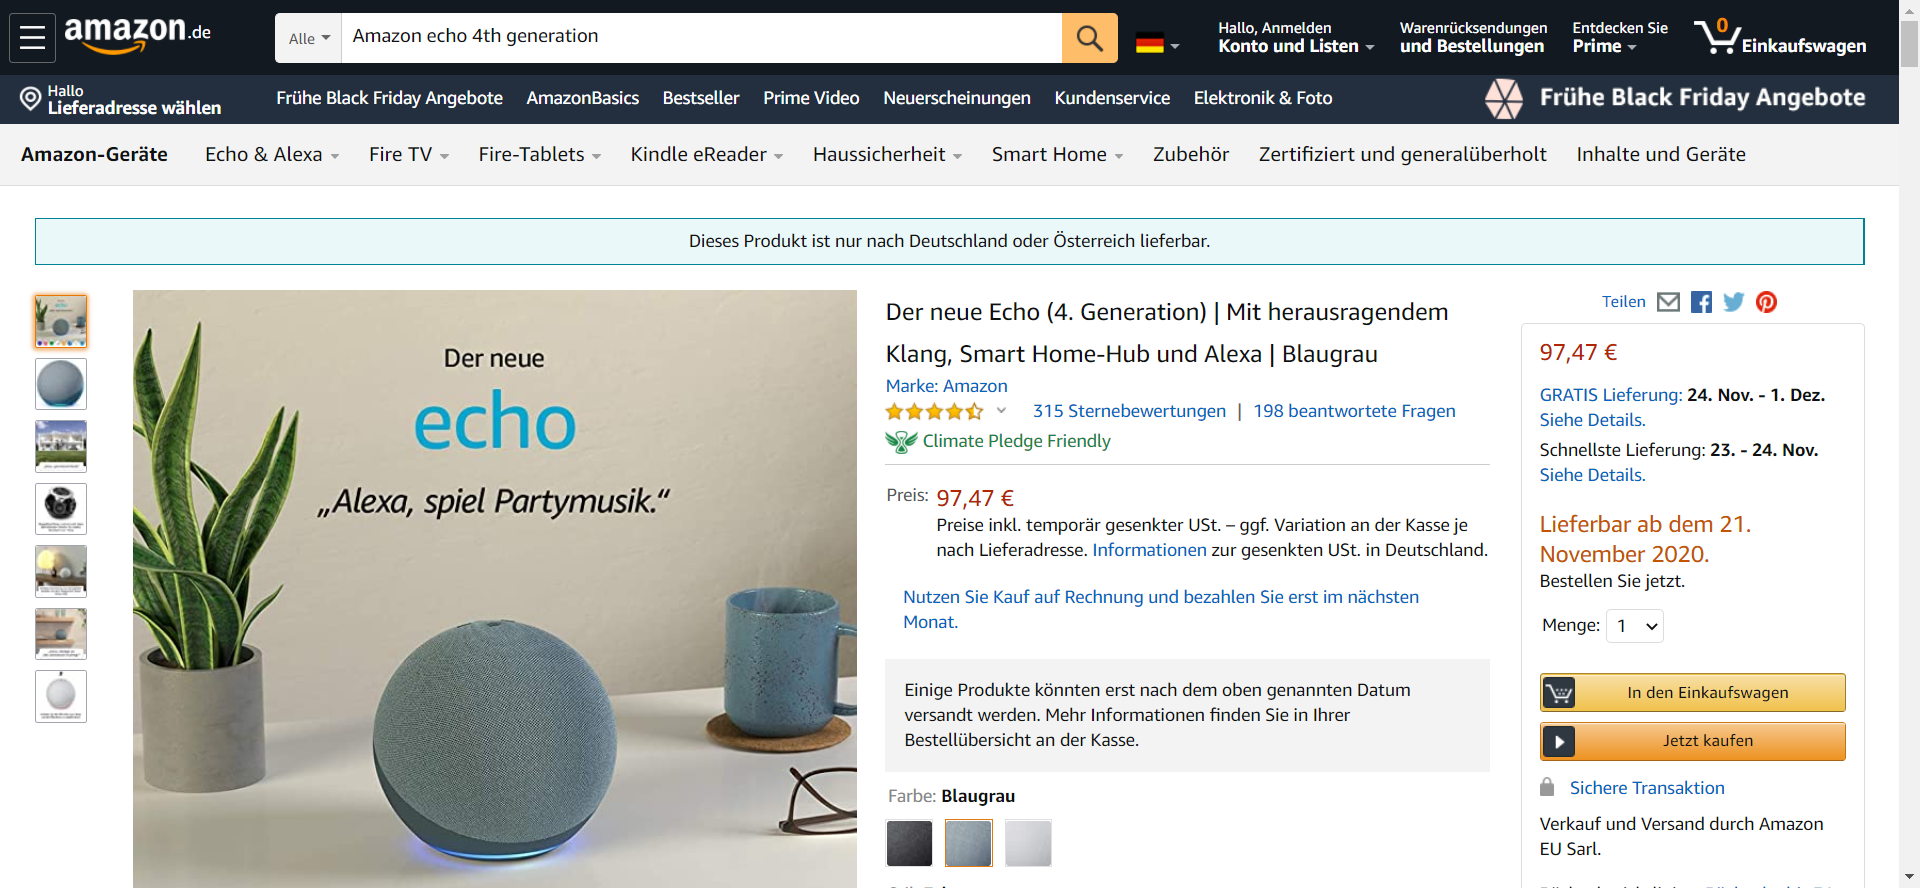 amazon.de
Alle
Amazon echo 4th generation
Hallo, Anmelden
Konto und Listen
Warenrücksendungen
und Bestellungen
Entdecken Sie
Prime
0
Einkaufswagen
Hallo
Lieferadresse wählen
Frühe Black Friday Angebote
AmazonBasics
Bestseller
Prime Video
Neuerscheinungen
Kundenservice
Elektronik & Foto
Frühe Black Friday Angebote
Amazon-Geräte
Echo & Alexa
Fire TV
Fire-Tablets
Kindle eReader
Haussicherheit
Smart Home
Zubehör
Zertifiziert und generalüberholt
Inhalte und Geräte
Dieses Produkt ist nur nach Deutschland oder Österreich lieferbar.
Der neue
echo
„Alexa, spiel Partymusik.“
Der neue Echo (4. Generation) | Mit herausragendem
Klang, Smart Home-Hub und Alexa | Blaugrau
Marke: Amazon
315 Sternebewertungen | 198 beantwortete Fragen
Climate Pledge Friendly
Preis: 97,47 €
Preise inkl. temporär gesenkter USt. – ggf. Variation an der Kasse je
nach Lieferadresse. Informationen zur gesenkten USt. in Deutschland.
Nutzen Sie Kauf auf Rechnung und bezahlen Sie erst im nächsten
Monat.
Einige Produkte könnten erst nach dem oben genannten Datum
versandt werden. Mehr Informationen finden Sie in Ihrer
Bestellübersicht an der Kasse.
Farbe: Blaugrau
Teilen
97,47 €
GRATIS Lieferung: 24. Nov. - 1. Dez.
Siehe Details.
Schnellste Lieferung: 23. - 24. Nov.
Siehe Details.
Lieferbar ab dem 21.
November 2020.
Bestellen Sie jetzt.
Menge: 1
In den Einkaufswagen
Jetzt kaufen
Sichere Transaktion
Verkauf und Versand durch Amazon
EU Sarl.